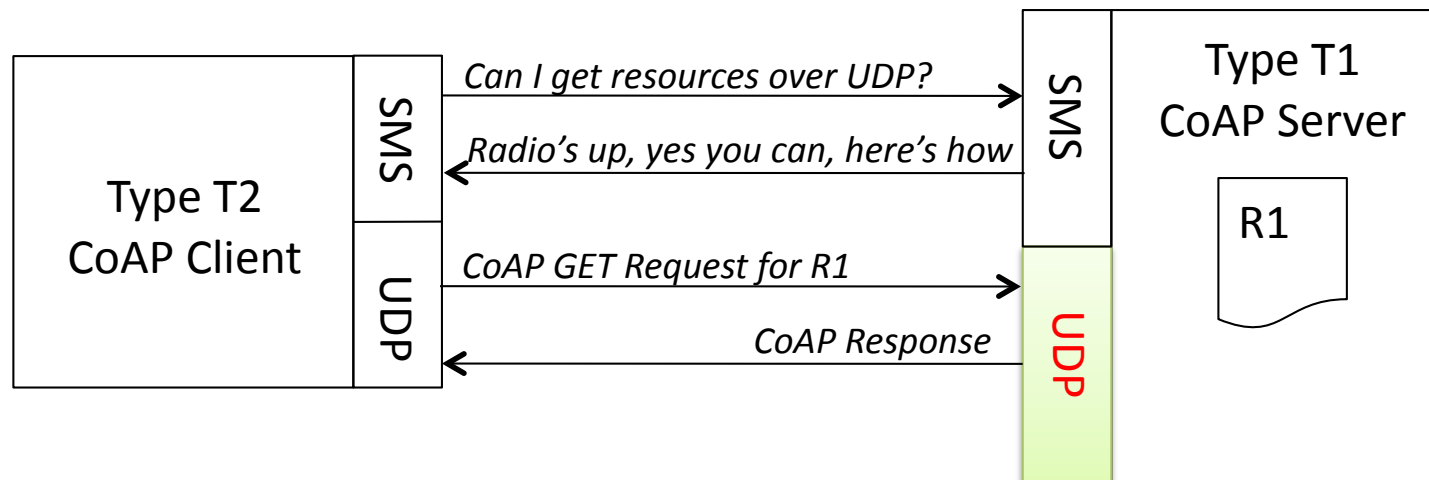 Type T2
CoAP Client
SMS
UDP
Can I get resources over UDP?
Radio's up, yes you can, here's how
CoAP GET Request for R1
CoAP Response
SMS
UDP
Type T1
CoAP Server
R1